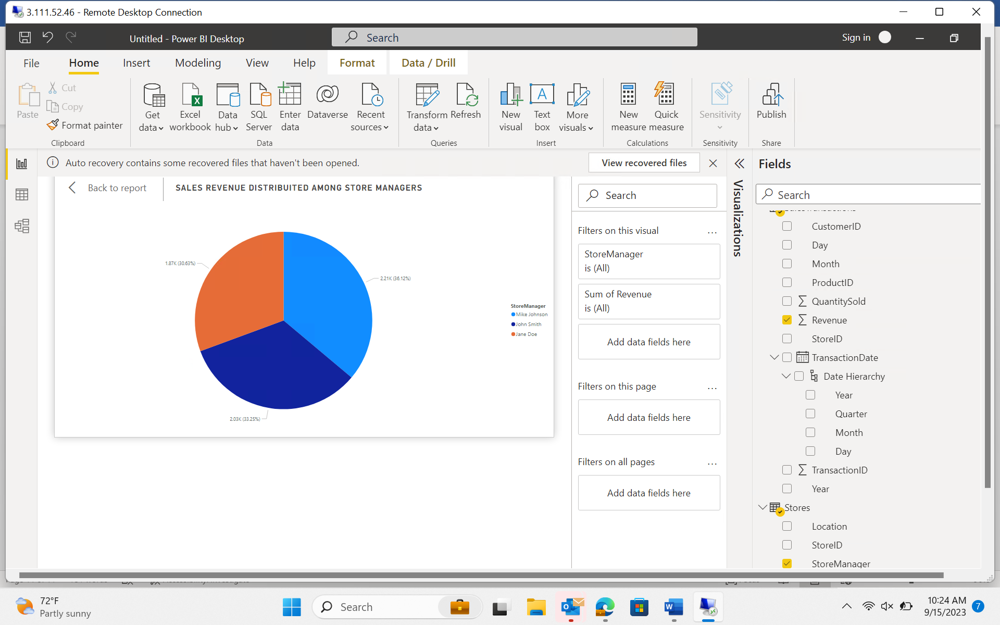 3.111.52.46 - Remote Desktop Connection
Untitled - Power BI Desktop
Search
Sign in
File Home Insert Modeling View Help Format Data / Drill
Paste
Cut
Copy
Format painter
Clipboard
Get data
Excel workbook
Data hub
SQL Server
Enter data
Dataverse
Recent sources
Data
Transform data
Refresh
Queries
New visual
Text box
More visuals
Insert
New measure
Quick measure
Calculations
Sensitivity
Sensitivity
Publish
Share
Auto recovery contains some recovered files that haven't been opened.
View recovered files
Back to report
SALES REVENUE DISTRIBUITED AMONG STORE MANAGERS
1.87K (30.63%)
2.21K (36.12%)
2.03K (33.25%)
StoreManager
Mike Johnson
John Smith
Jane Doe
Search
Filters on this visual
...
StoreManager
is (All)
Sum of Revenue
is (All)
Add data fields here
Filters on this page
...
Add data fields here
Filters on all pages
...
Add data fields here
Visualizations
Fields
Search
CustomerID
Day
Month
ProductID
QuantitySold
Revenue
StoreID
TransactionDate
Date Hierarchy
Year
Quarter
Month
Day
TransactionID
Year
Stores
Location
StoreID
StoreManager
72°F
Partly sunny
Search
10:24 AM
9/15/2023
7